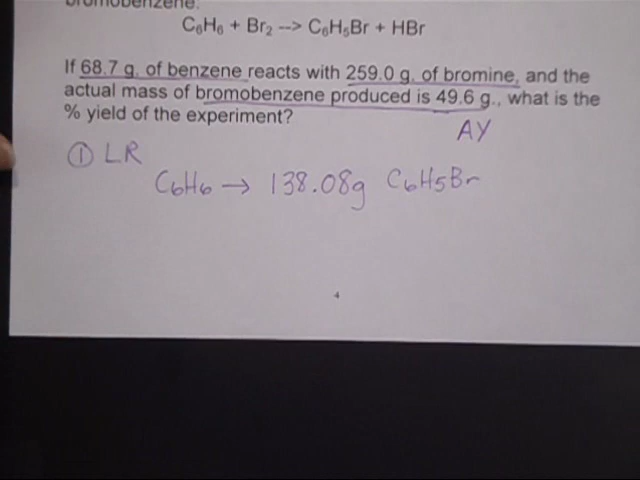 bromobenzene:
C₆H₆ + Br₂ --> C₆H₅Br + HBr
If 68.7 g. of benzene reacts with 259.0 g. of bromine, and the
actual mass of bromobenzene produced is 49.6 g., what is the
% yield of the experiment?
AY
① LR
C₆H₆ → 138.08g C₆H₅Br
4